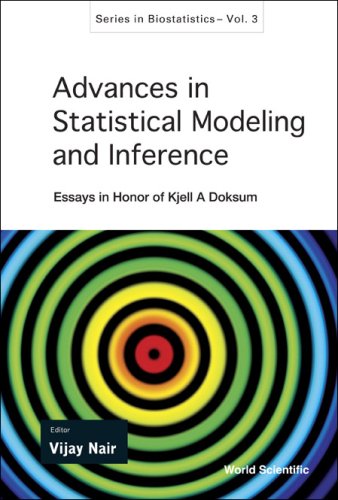 Series in Biostatistics – Vol. 3
Advances in
Statistical Modeling
and Inference
Essays in Honor of Kjell A Doksum
Editor
Vijay Nair
World Scientific